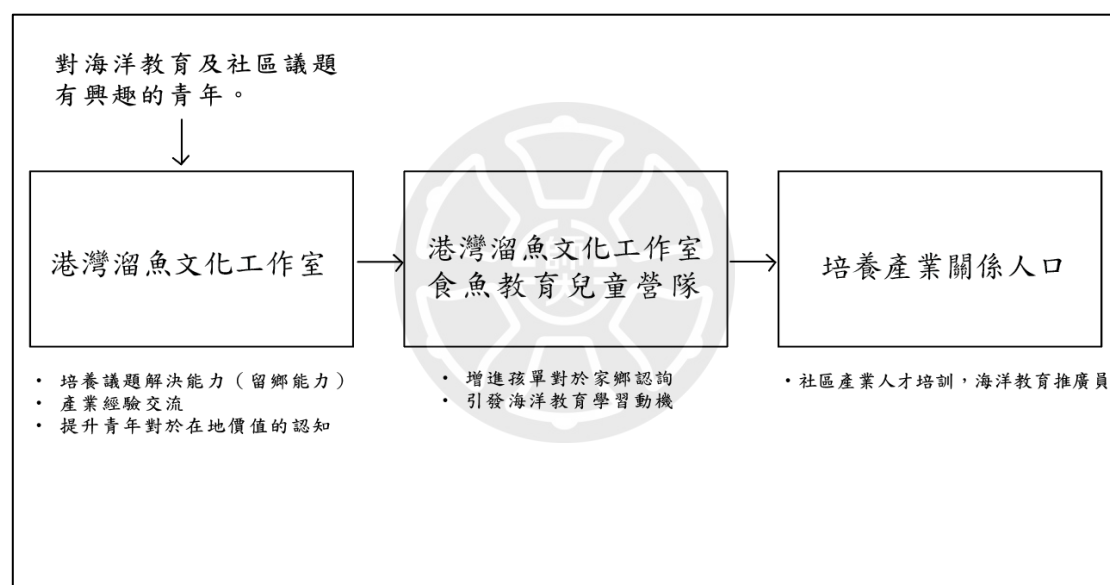 對海洋教育及社區議題
有興趣的青年。
港灣溜魚文化工作室
港灣溜魚文化工作室
食魚教育兒童營隊
培養產業關係人口
• 培養議題解決能力（留鄉能力）
• 產業經驗交流
• 提升青年對於在地價值的認知
• 增進孩單對於家鄉認詢
• 引發海洋教育學習動機
•社區產業人才培訓，海洋教育推廣員